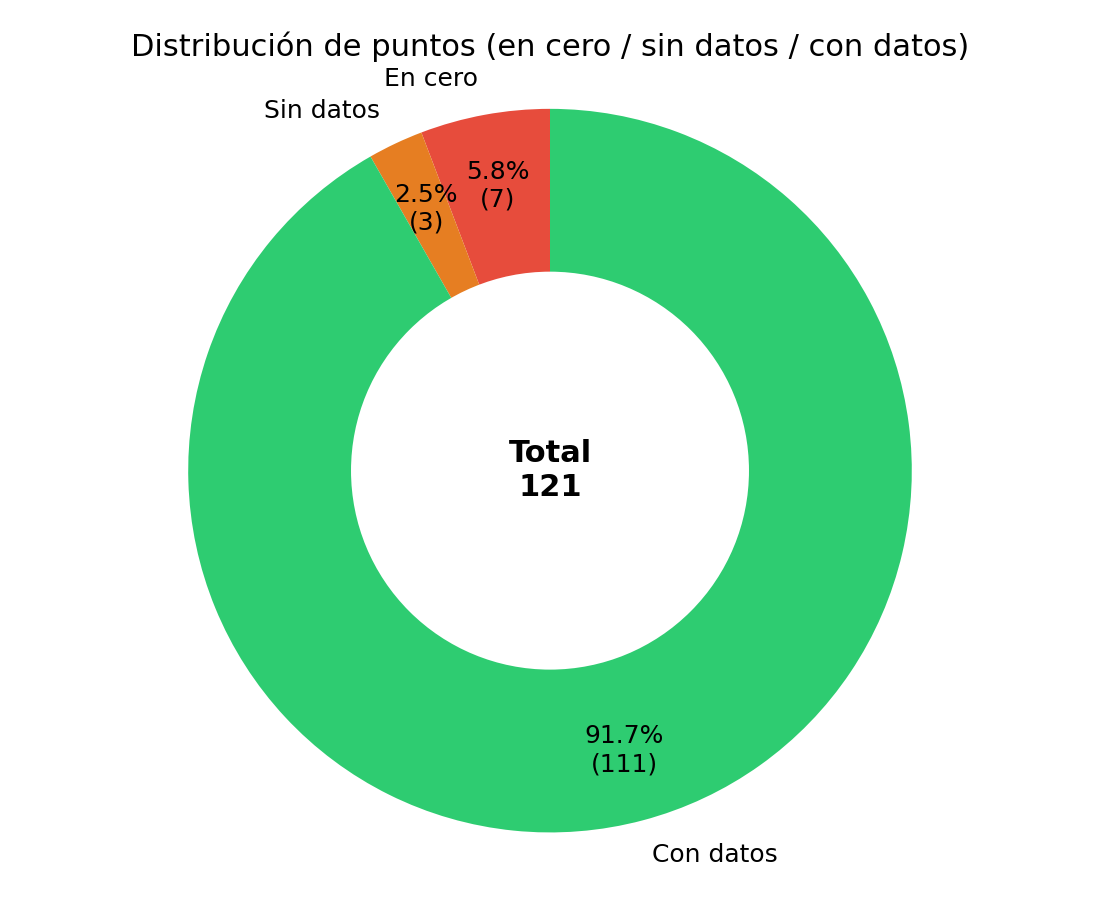 Distribución de puntos (en cero / sin datos / con datos)
En cero
Sin datos
5.8%
(7)
2.5%
(3)
Total
121
91.7%
(111)
Con datos